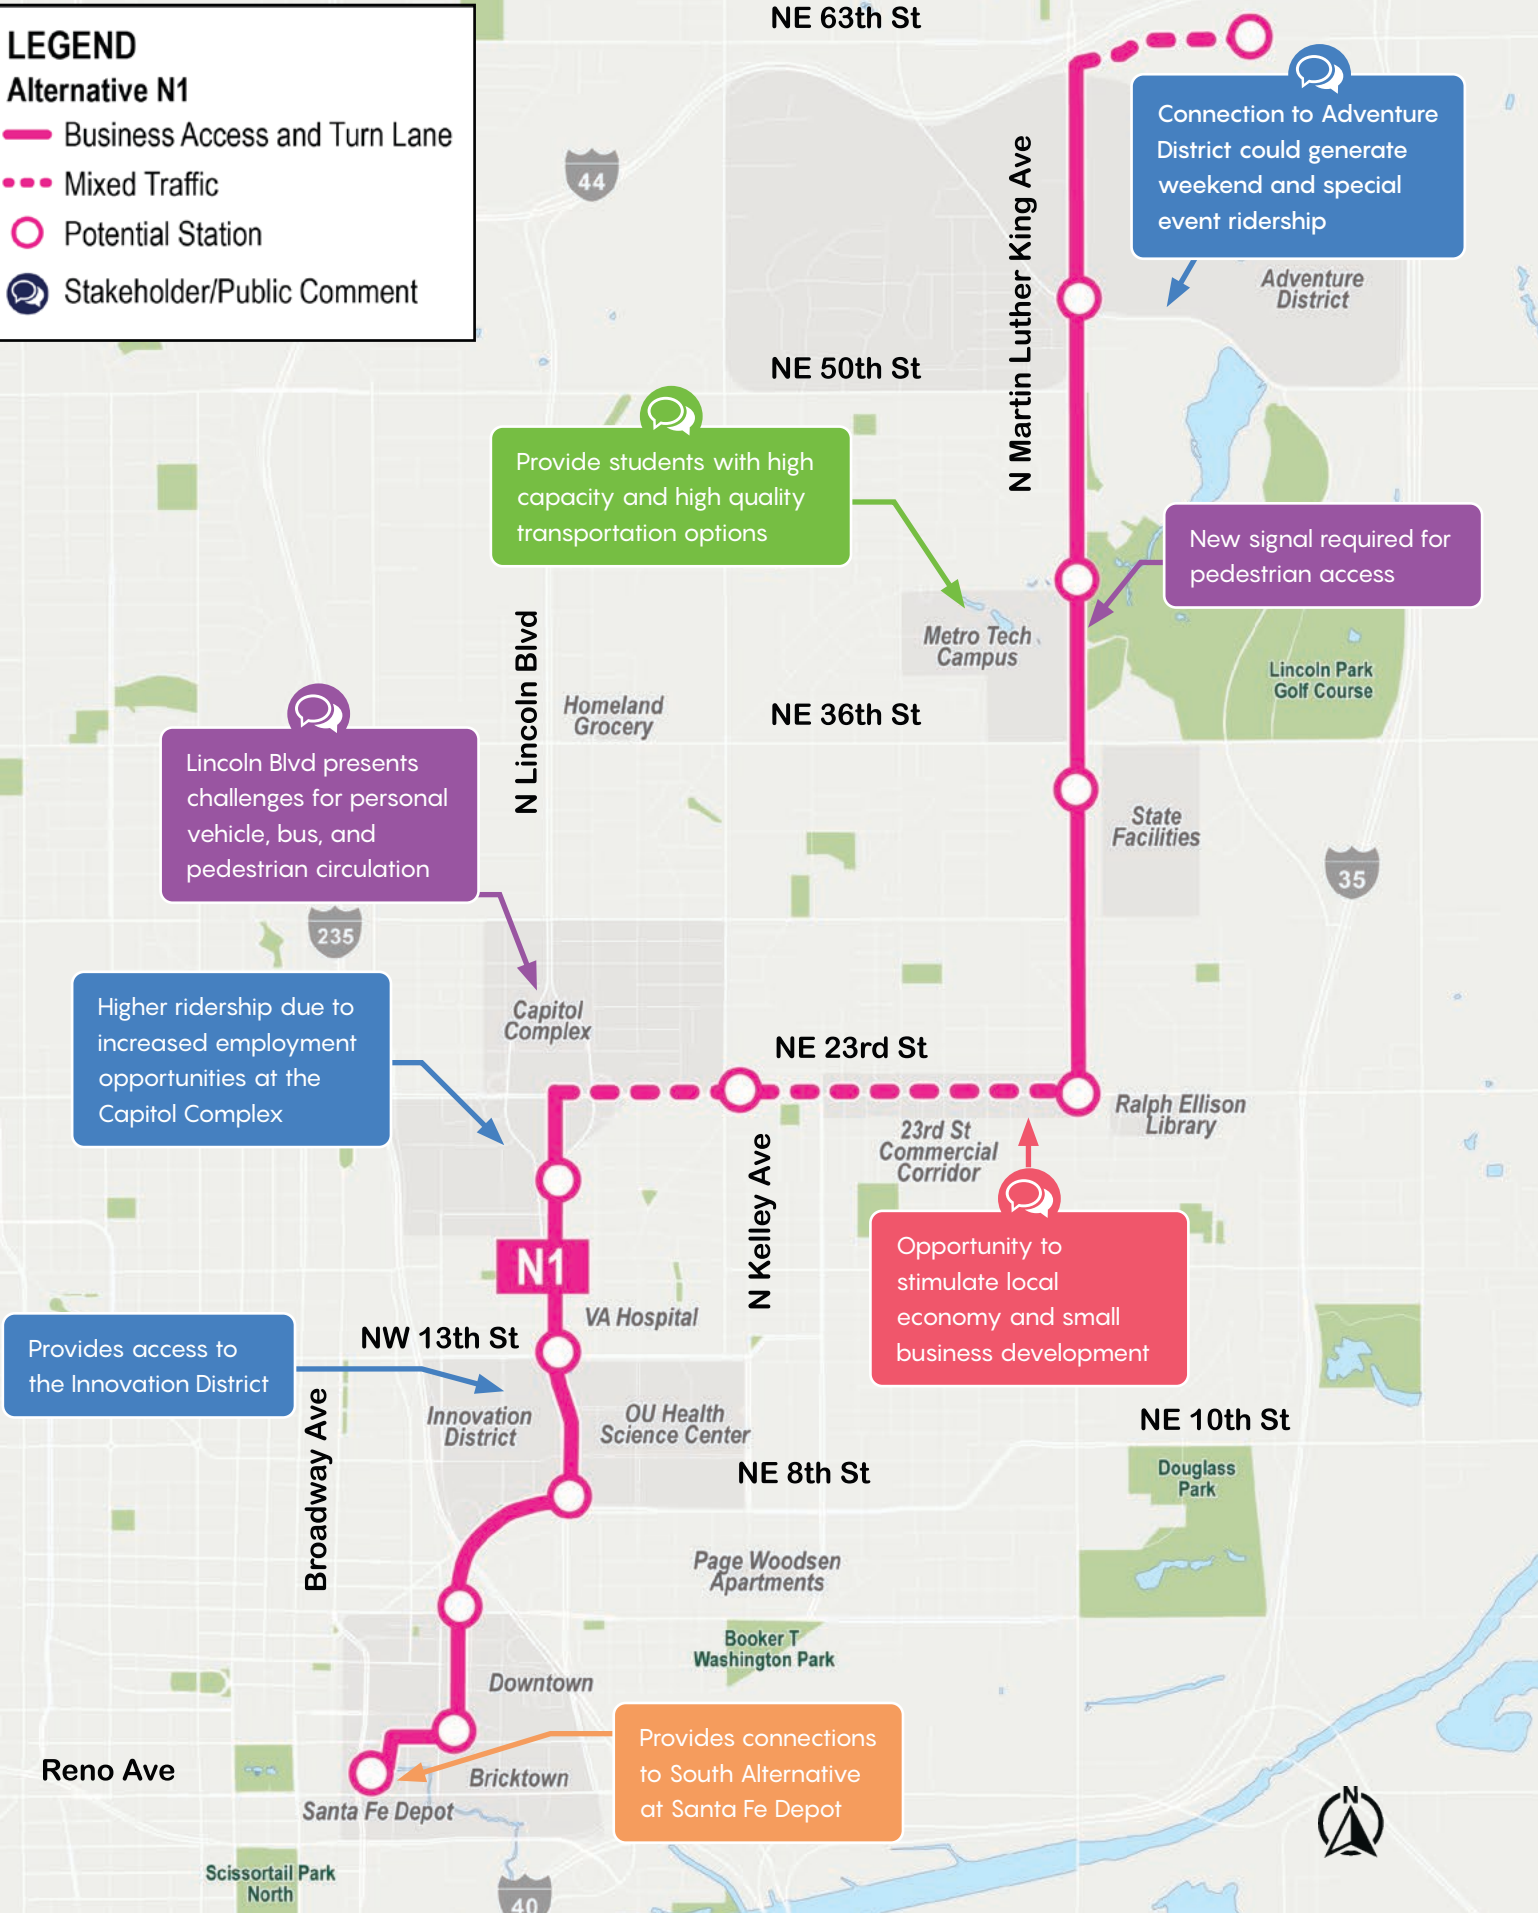 LEGEND
Alternative N1
Business Access and Turn Lane
Mixed Traffic
Potential Station
Stakeholder/Public Comment
NE 63th St
Connection to Adventure
District could generate
weekend and special
event ridership
44
N Martin Luther King Ave
Adventure
District
NE 50th St
Provide students with high
capacity and high quality
transportation options
New signal required for
pedestrian access
N Lincoln Blvd
Metro Tech
Campus
Lincoln Park
Golf Course
Homeland
Grocery
NE 36th St
Lincoln Blvd presents
challenges for personal
vehicle, bus, and
pedestrian circulation
State
Facilities
35
235
Higher ridership due to
increased employment
opportunities at the
Capitol Complex
Capitol
Complex
NE 23rd St
Ralph Ellison
Library
23rd St
Commercial
Corridor
N Kelley Ave
Opportunity to
stimulate local
economy and small
business development
N1
VA Hospital
NW 13th St
Provides access to
the Innovation District
Broadway Ave
Innovation
District
OU Health
Science Center
NE 10th St
NE 8th St
Douglass
Park
Page Woodsen
Apartments
Booker T
Washington Park
Downtown
Provides connections
to South Alternative
at Santa Fe Depot
Reno Ave
Bricktown
Santa Fe Depot
N
Scissortail Park
North
40